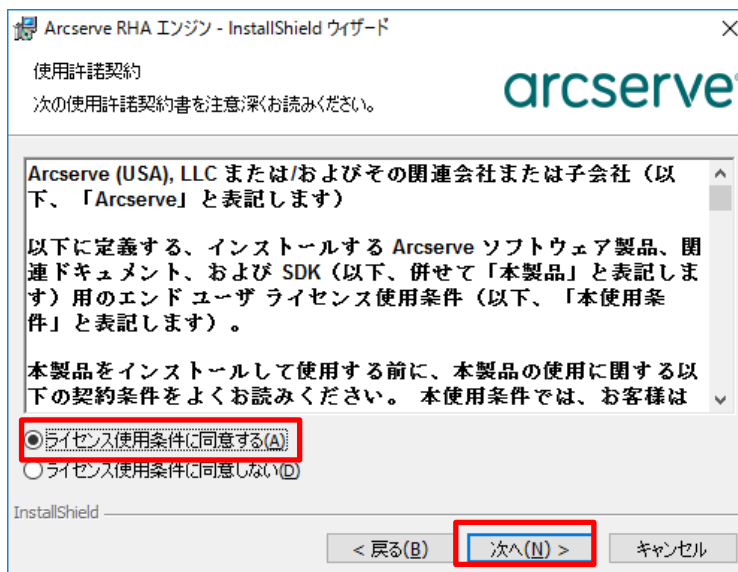 Arcserve RHA エンジン - InstallShield ウィザード
使用許諾契約
次の使用許諾契約書を注意深くお読みください。
arcserve
Arcserve (USA), LLC または/およびその関連会社または子会社（以
下、「Arcserve」と表記します）
以下に定義する、インストールする Arcserve ソフトウェア製品、関
連ドキュメント、および SDK（以下、併せて「本製品」と表記しま
す）用のエンド ユーザ ライセンス使用条件（以下、「本使用条
件」と表記します）。
本製品をインストールして使用する前に、本製品の使用に関する以
下の契約条件をよくお読みください。 本使用条件では、お客様は
ライセンス使用条件に同意する(A)
ライセンス使用条件に同意しない(D)
InstallShield
< 戻る(B)
次へ(N) >
キャンセル